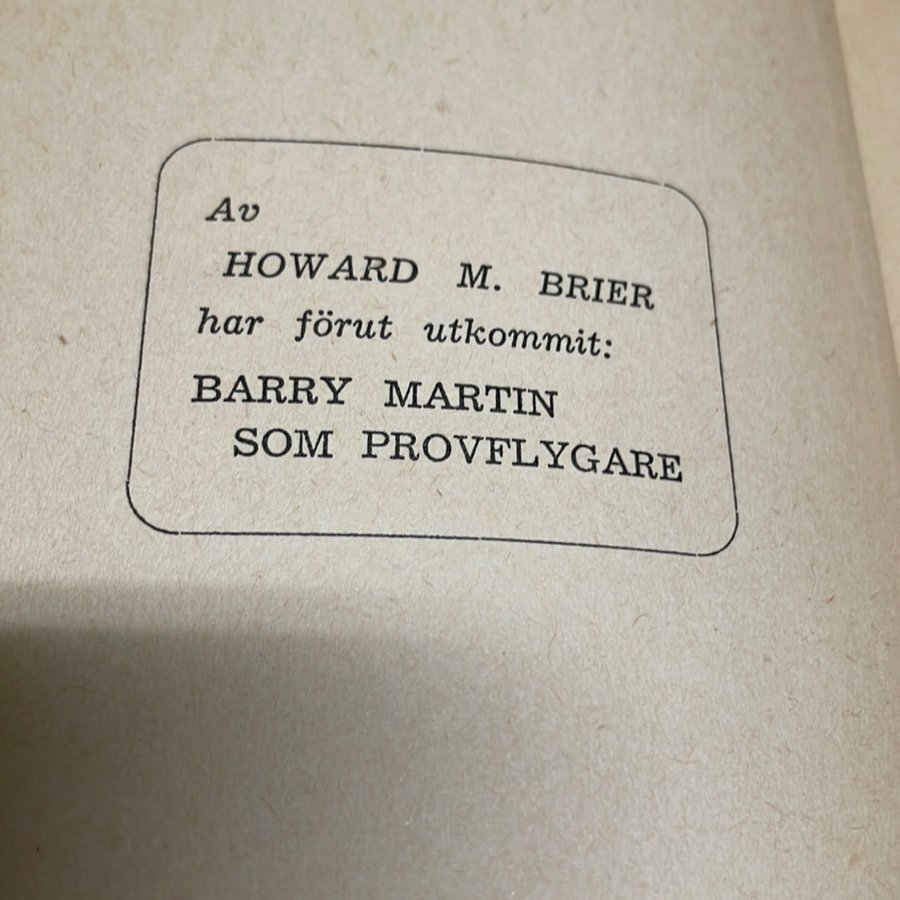 Av
HOWARD M. BRIER
har förut utkommit:
BARRY MARTIN
SOM PROVFLYGARE